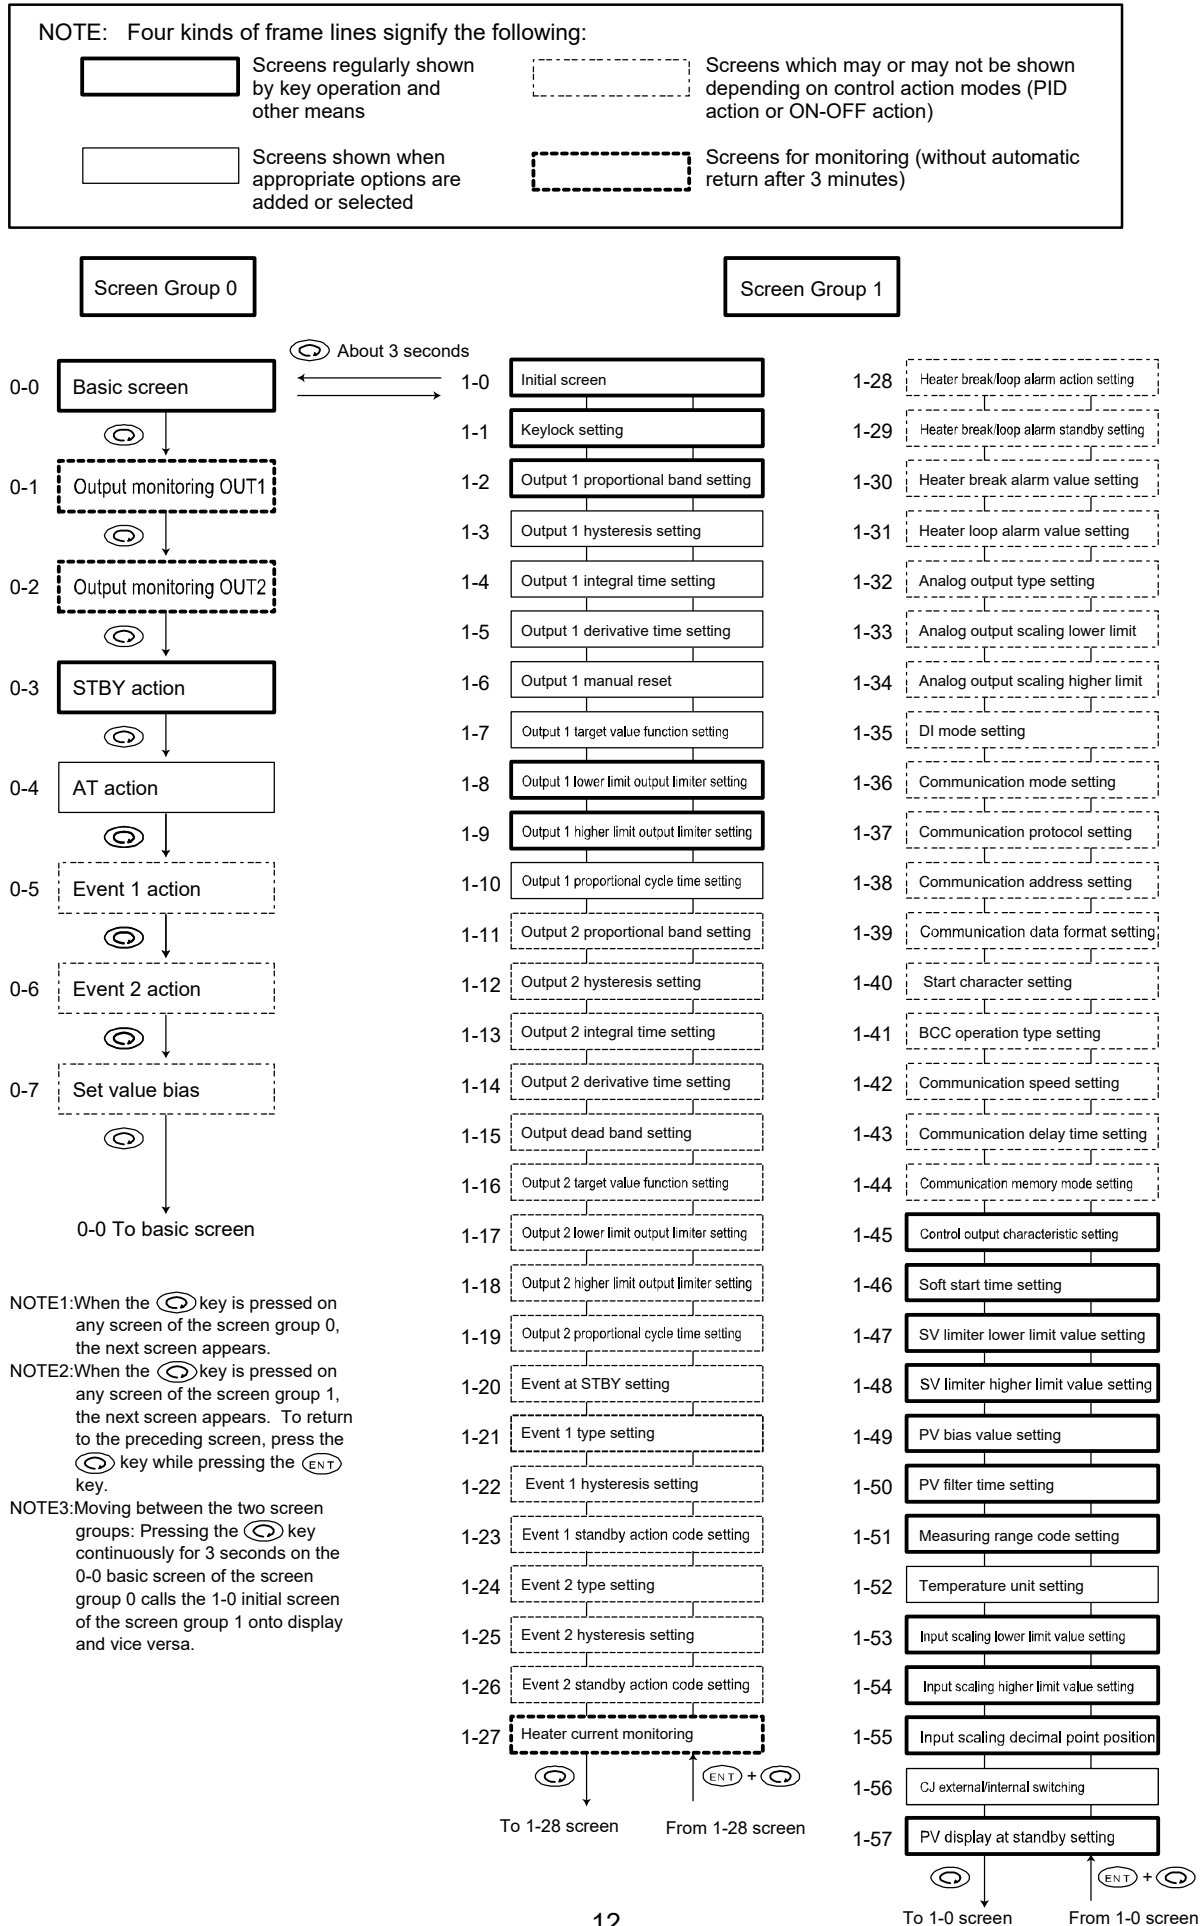 NOTE: Four kinds of frame lines signify the following:
Screens regularly shown
by key operation and
other means
Screens which may or may not be shown
depending on control action modes (PID
action or ON-OFF action)
Screens shown when
appropriate options are
added or selected
Screens for monitoring (without automatic
return after 3 minutes)
Screen Group 0
Screen Group 1
About 3 seconds
0-0 Basic screen
0-1 Output monitoring OUT1
0-2 Output monitoring OUT2
0-3 STBY action
0-4 AT action
0-5 Event 1 action
0-6 Event 2 action
0-7 Set value bias
0-0 To basic screen
NOTE1:When the key is pressed on
any screen of the screen group 0,
the next screen appears.
NOTE2:When the key is pressed on
any screen of the screen group 1,
the next screen appears. To return
to the preceding screen, press the
key while pressing the ENT
key.
NOTE3:Moving between the two screen
groups: Pressing the key
continuously for 3 seconds on the
0-0 basic screen of the screen
group 0 calls the 1-0 initial screen
of the screen group 1 onto display
and vice versa.
1-0 Initial screen
1-1 Keylock setting
1-2 Output 1 proportional band setting
1-3 Output 1 hysteresis setting
1-4 Output 1 integral time setting
1-5 Output 1 derivative time setting
1-6 Output 1 manual reset
1-7 Output 1 target value function setting
1-8 Output 1 lower limit output limiter setting
1-9 Output 1 higher limit output limiter setting
1-10 Output 1 proportional cycle time setting
1-11 Output 2 proportional band setting
1-12 Output 2 hysteresis setting
1-13 Output 2 integral time setting
1-14 Output 2 derivative time setting
1-15 Output dead band setting
1-16 Output 2 target value function setting
1-17 Output 2 lower limit output limiter setting
1-18 Output 2 higher limit output limiter setting
1-19 Output 2 proportional cycle time setting
1-20 Event at STBY setting
1-21 Event 1 type setting
1-22 Event 1 hysteresis setting
1-23 Event 1 standby action code setting
1-24 Event 2 type setting
1-25 Event 2 hysteresis setting
1-26 Event 2 standby action code setting
1-27 Heater current monitoring
ENT +
To 1-28 screen
From 1-28 screen
1-28 Heater break/loop alarm action setting
1-29 Heater break/loop alarm standby setting
1-30 Heater break alarm value setting
1-31 Heater loop alarm value setting
1-32 Analog output type setting
1-33 Analog output scaling lower limit
1-34 Analog output scaling higher limit
1-35 DI mode setting
1-36 Communication mode setting
1-37 Communication protocol setting
1-38 Communication address setting
1-39 Communication data format setting
1-40 Start character setting
1-41 BCC operation type setting
1-42 Communication speed setting
1-43 Communication delay time setting
1-44 Communication memory mode setting
1-45 Control output characteristic setting
1-46 Soft start time setting
1-47 SV limiter lower limit value setting
1-48 SV limiter higher limit value setting
1-49 PV bias value setting
1-50 PV filter time setting
1-51 Measuring range code setting
1-52 Temperature unit setting
1-53 Input scaling lower limit value setting
1-54 Input scaling higher limit value setting
1-55 Input scaling decimal point position
1-56 CJ external/internal switching
1-57 PV display at standby setting
ENT +
To 1-0 screen
From 1-0 screen
12